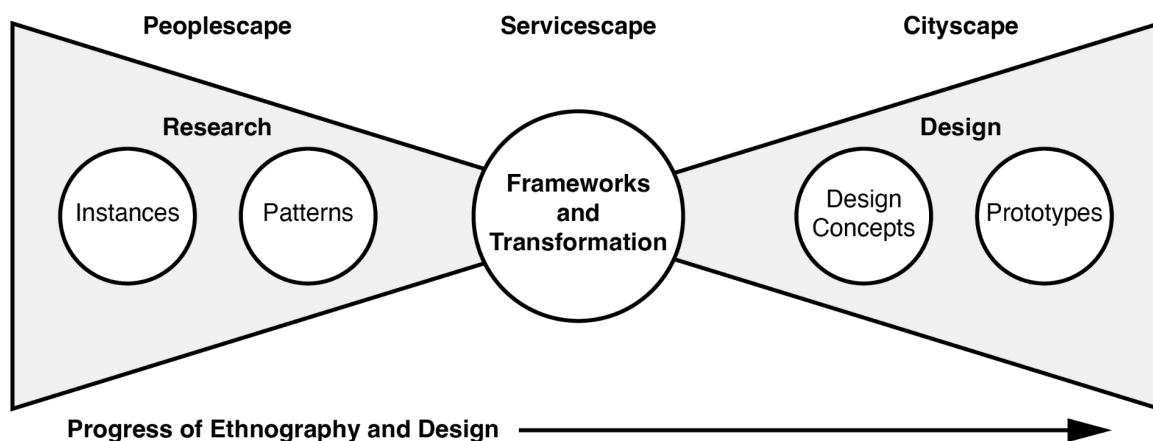 Peoplescape
Servicescape
Cityscape
Research
Design
Instances
Patterns
Frameworks
and
Transformation
Design
Concepts
Prototypes
Progress of Ethnography and Design